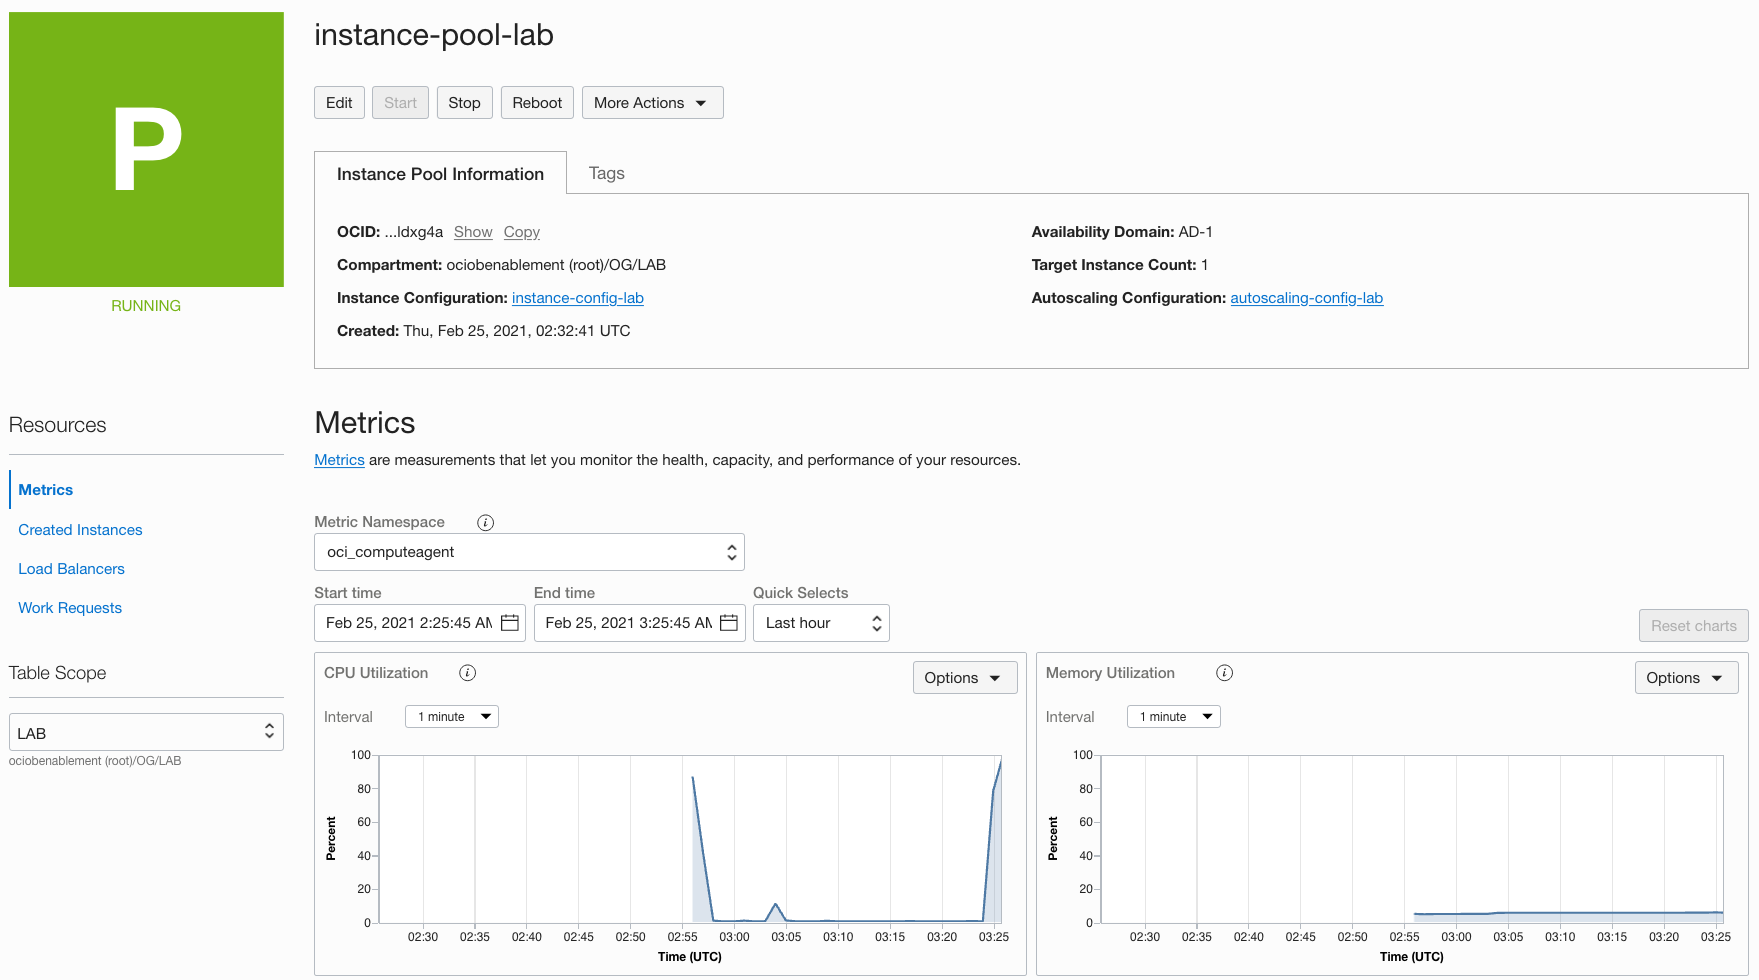 P
RUNNING
instance-pool-lab
Edit Start Stop Reboot More Actions
Instance Pool Information Tags
OCID: ...ldxg4a Show Copy
Compartment: ociobenablement (root)/OG/LAB
Instance Configuration: instance-config-lab
Created: Thu, Feb 25, 2021, 02:32:41 UTC
Availability Domain: AD-1
Target Instance Count: 1
Autoscaling Configuration: autoscaling-config-lab
Resources
Metrics
Created Instances
Load Balancers
Work Requests
Table Scope
LAB
ociobenablement (root)/OG/LAB
Metrics
Metrics are measurements that let you monitor the health, capacity, and performance of your resources.
Metric Namespace i
oci_computeagent
Start time End time Quick Selects
Feb 25, 2021 2:25:45 AM Feb 25, 2021 3:25:45 AM Last hour
Reset charts
CPU Utilization i Options
Interval 1 minute
100
80
60
40
20
0
Percent
02:30 02:35 02:40 02:45 02:50 02:55 03:00 03:05 03:10 03:15 03:20 03:25
Time (UTC)
Memory Utilization i Options
Interval 1 minute
100
80
60
40
20
0
Percent
02:30 02:35 02:40 02:45 02:50 02:55 03:00 03:05 03:10 03:15 03:20 03:25
Time (UTC)